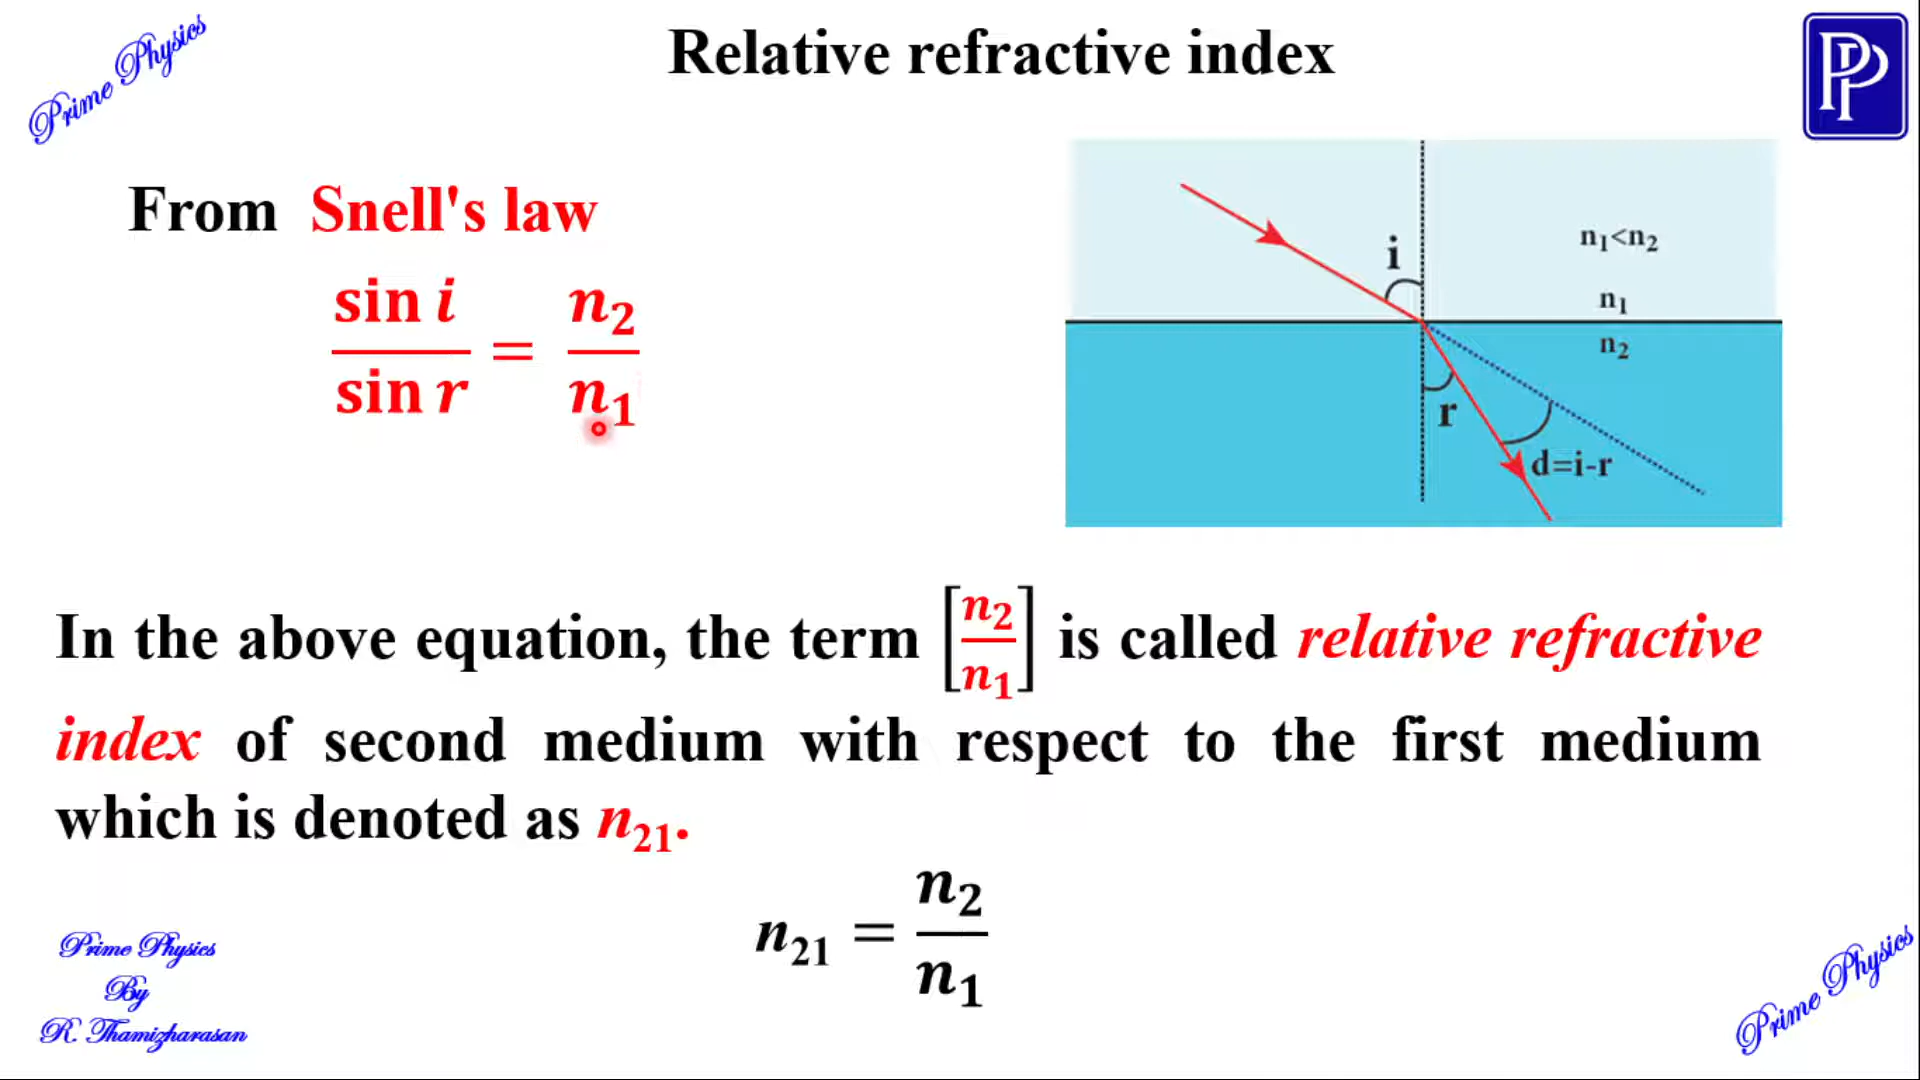 Prime Physics
Relative refractive index
PP
From Snell's law
sin i / sin r = n₂ / n₁
i
n₁<n₂
n₁
n₂
r
d=i-r
In the above equation, the term [n₂/n₁] is called relative refractive
index of second medium with respect to the first medium
which is denoted as n₂₁.
n₂₁ = n₂ / n₁
Prime Physics
By
R. Thamizharasan
Prime Physics